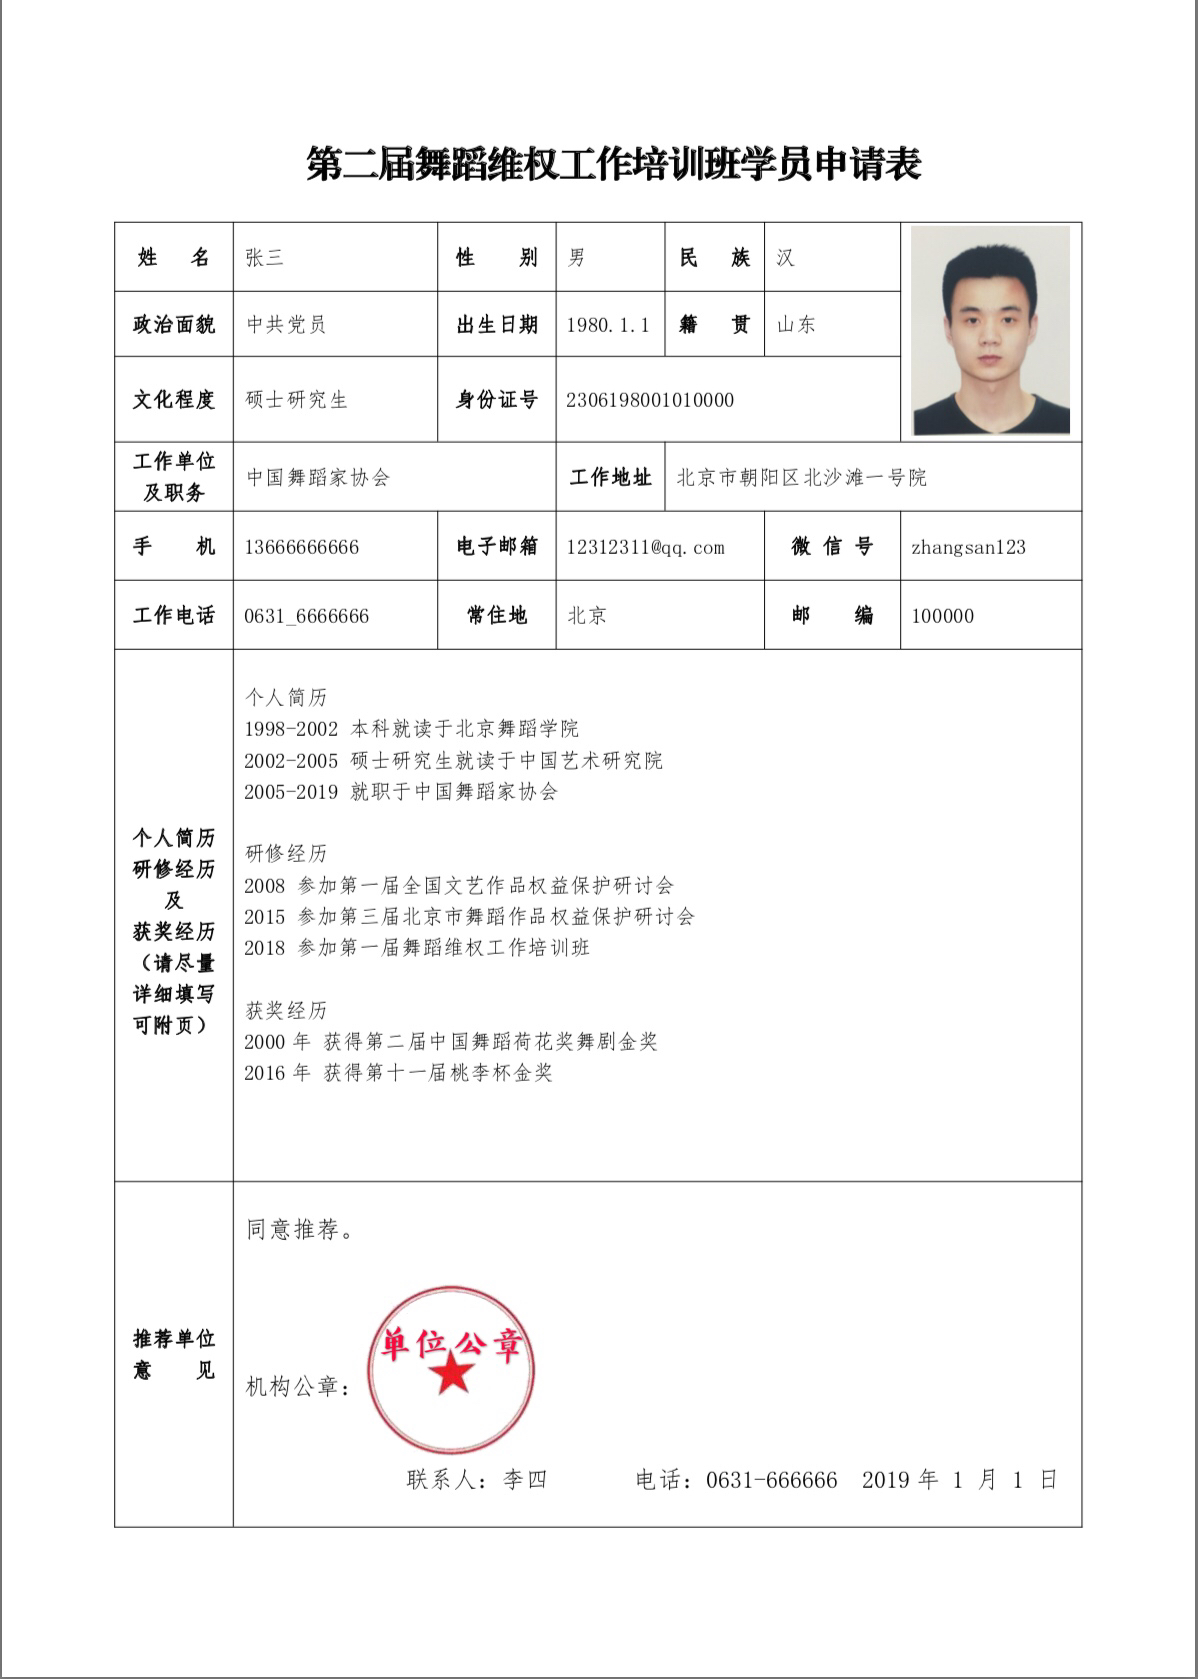 第二届舞蹈维权工作培训班学员申请表
姓 名 张三 性 别 男 民 族 汉
政治面貌 中共党员 出生日期 1980.1.1 籍 贯 山东
文化程度 硕士研究生 身份证号 2306198001010000
工作单位
及职务 中国舞蹈家协会 工作地址 北京市朝阳区北沙滩一号院
手 机 13666666666 电子邮箱 12312311@qq.com 微 信 号 zhangsan123
工作电话 0631_6666666 常住地 北京 邮 编 100000
个人简历
研修经历
及
获奖经历
（请尽量
详细填写
可附页）
个人简历
1998-2002 本科就读于北京舞蹈学院
2002-2005 硕士研究生就读于中国艺术研究院
2005-2019 就职于中国舞蹈家协会
研修经历
2008 参加第一届全国文艺作品权益保护研讨会
2015 参加第三届北京市舞蹈作品权益保护研讨会
2018 参加第一届舞蹈维权工作培训班
获奖经历
2000 年 获得第二届中国舞蹈荷花奖舞剧金奖
2016 年 获得第十一届桃李杯金奖
推荐单位
意 见
同意推荐。
单位公章
机构公章：
联系人：李四 电话：0631-666666 2019 年 1 月 1 日